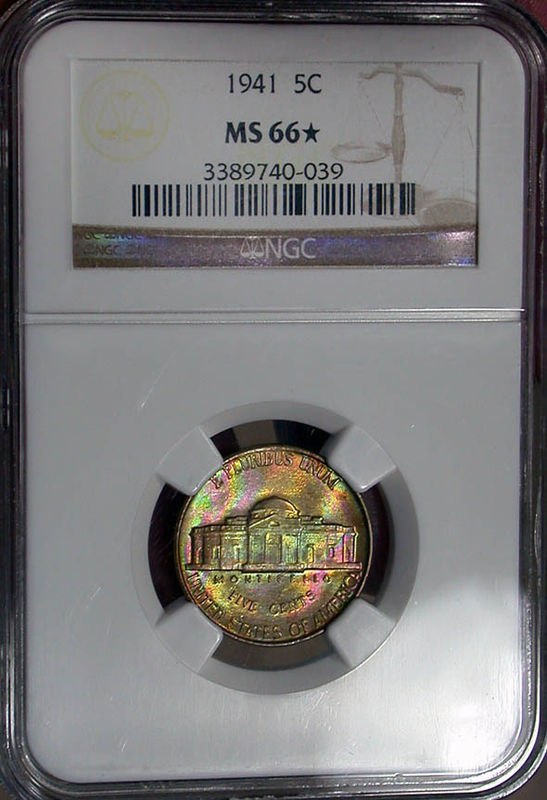 1941 5C
MS 66★
3389740-039
NGC
E PLURIBUS UNUM
MONTICELLO
FIVE CENTS
UNITED STATES OF AMERICA